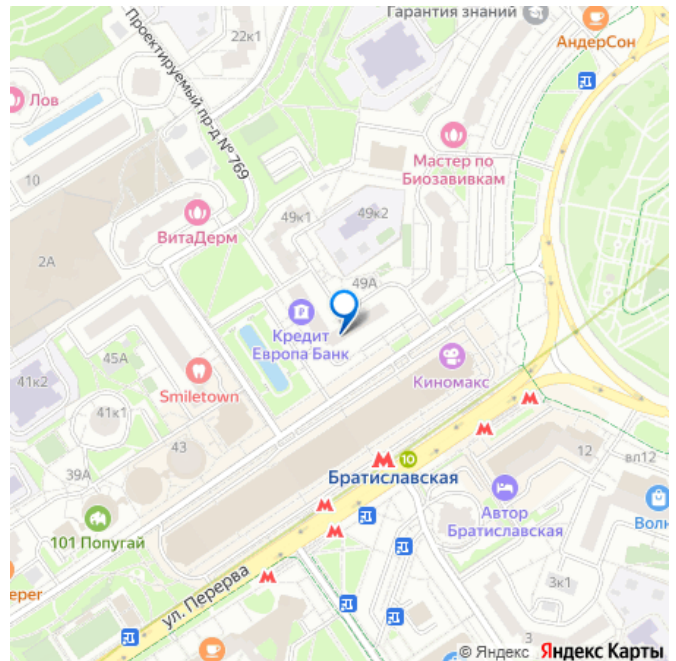 Гарантия знаний
22к1
АндерСон
Проектируемый пр-д № 769
Лов
10
Мастер по
Биозавивкам
49к1
49к2
ВитаДерм
2А
49А
Кредит
Европа Банк
45А
Киномакс
41к2
Smiletown
41к1
43
10
12
вл12
39А
Братиславская
Автор
Братиславская
Волн
101 Попугай
ул. Перерва
3к1
ерег
3
© Яндекс Яндекс Карты